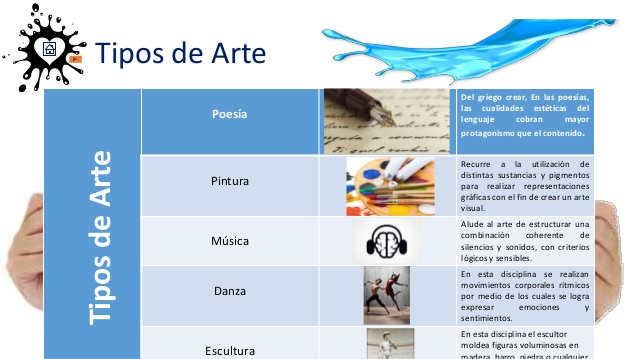 Tipos de Arte
Tipos de Arte
Poesía
Del griego crear, En las poesías,
las cualidades estéticas del
lenguaje cobran mayor
protagonismo que el contenido.
Pintura
Recurre a la utilización de
distintas sustancias y pigmentos
para realizar representaciones
gráficas con el fin de crear un arte
visual.
Música
Alude al arte de estructurar una
combinación coherente de
silencios y sonidos, con criterios
lógicos y sensibles.
Danza
En esta disciplina se realizan
movimientos corporales rítmicos
por medio de los cuales se logra
expresar emociones y
sentimientos.
Escultura
En esta disciplina el escultor
moldea figuras voluminosas en
madera, barro, piedra o cualquier